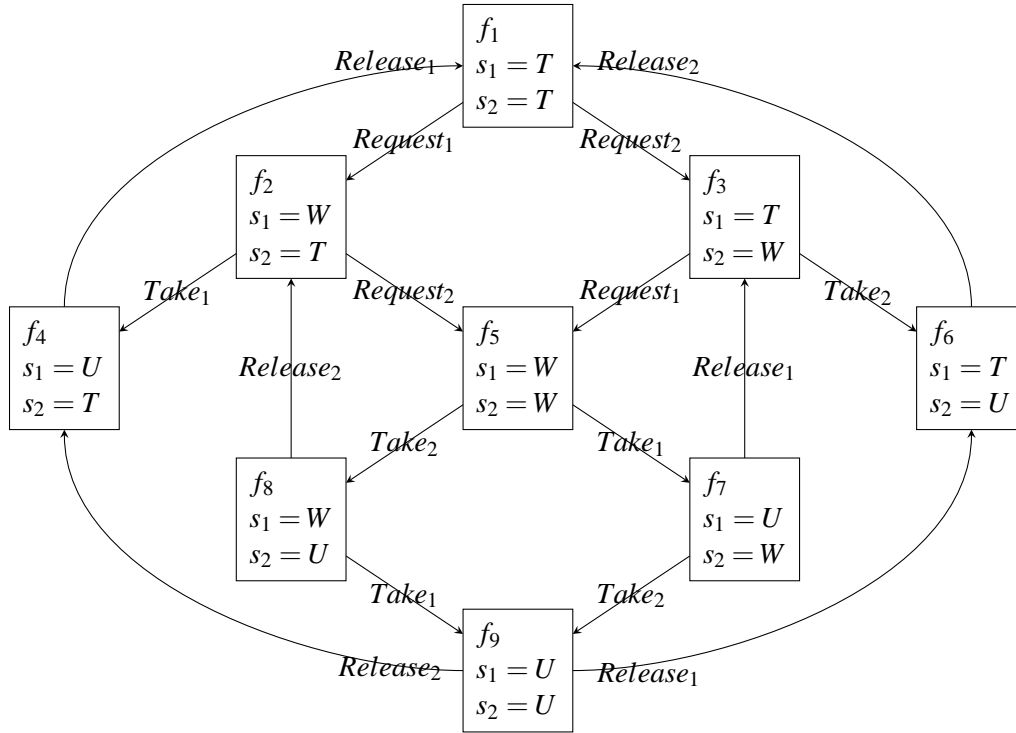 f₁
s₁ = T
s₂ = T
Release₁
Release₂
Request₁
Request₂
f₂
s₁ = W
s₂ = T
f₃
s₁ = T
s₂ = W
Take₁
Request₂
Request₁
Take₂
f₄
s₁ = U
s₂ = T
f₅
s₁ = W
s₂ = W
f₆
s₁ = T
s₂ = U
Release₂
Release₁
Take₂
Take₁
f₈
s₁ = W
s₂ = U
f₇
s₁ = U
s₂ = W
Take₁
Take₂
f₉
s₁ = U
s₂ = U
Release₂
Release₁